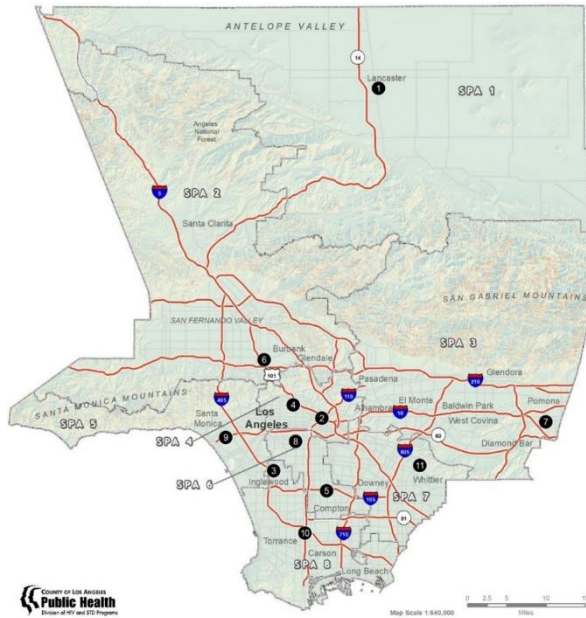 ANTELOPE VALLEY
14
Lancaster
1
SPA 1
Angeles
National
Forest
5
SPA 2
Santa Clarita
SAN GABRIEL MOUNTAINS
SAN FERNANDO VALLEY
SPA 3
6
Burbank
Glendale
101
Pasadena
210
Glendora
SANTA MONICA MOUNTAINS
405
110
El Monte
Baldwin Park
Pomona
SPA 5
Santa
Monica
4
Los
Angeles
2
Alhambra
10
West Covina
7
SPA 4
9
8
60
Diamond Bar
605
SPA 6
3
Inglewood
11
Whittier
Downey
SPA 7
5
105
Compton
91
10
Torrance
710
Carson
SPA 8
Long Beach
COUNTY OF LOS ANGELES
Public Health
Division of HIV and STD Programs
Map Scale 1:640,000
0 2.5 5 10
Miles